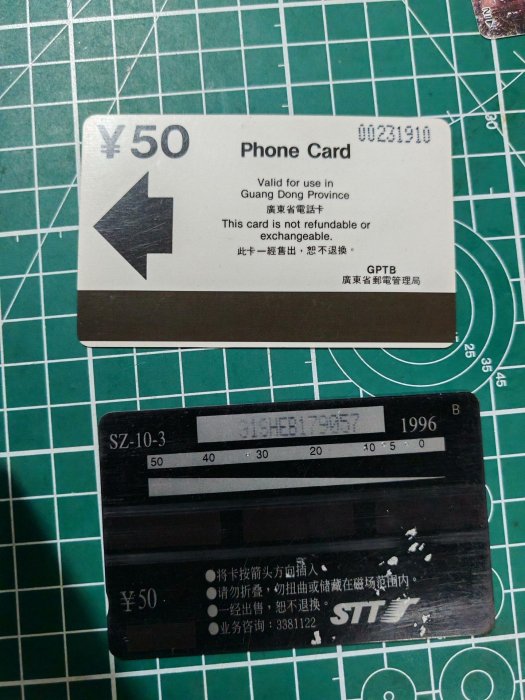 ¥50
00231910
Phone Card
Valid for use in
Guang Dong Province
廣東省電話卡
This card is not refundable or
exchangeable.
此卡一經售出，恕不退換。
GPTB
廣東省郵電管理局
25
35
45
B
SZ-10-3
1996
50 40 30 20 10 5 0
●将卡按箭头方向插入。
●请勿折叠，勿扭曲或储藏在磁场范围内。
¥50
●一经出售，恕不退换。
●业务咨询：3381122
STT